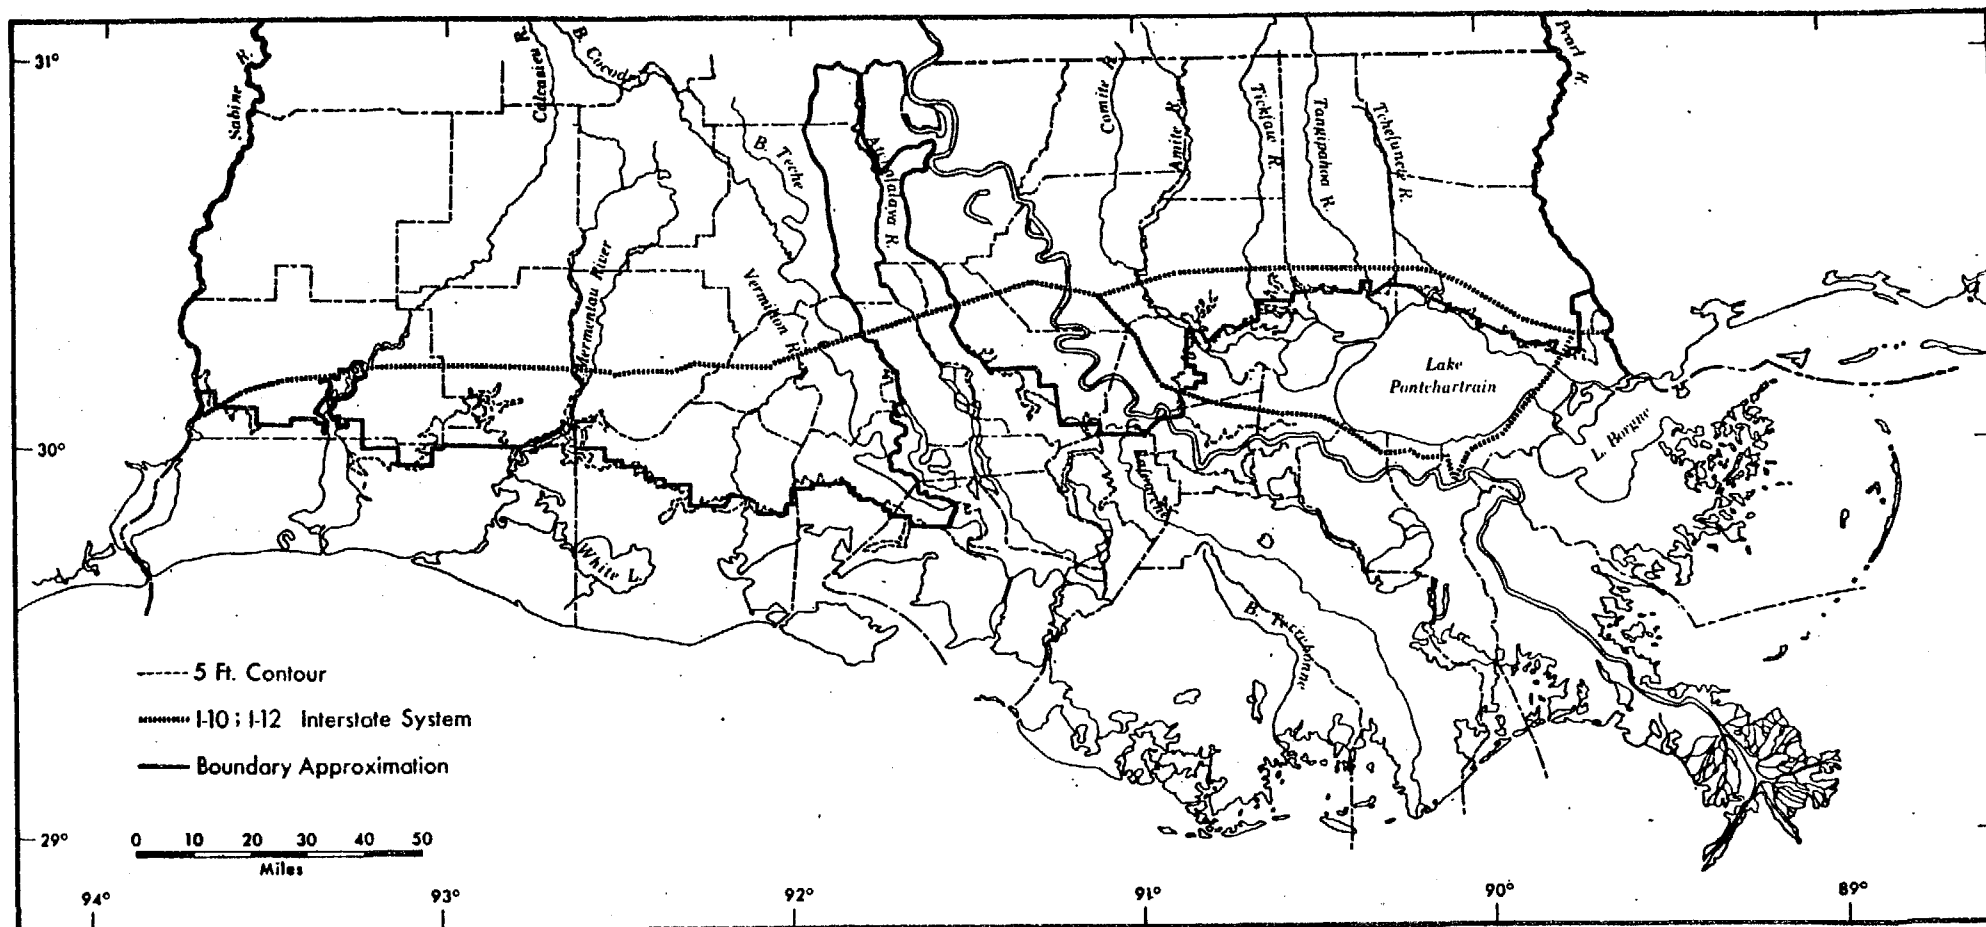 31°
Sabine R.
Calcasieu R.
B. Cocodrie
B. Teche
Atchafalaya R.
Comite R.
Amite R.
Tickfaw R.
Tangipahoa R.
Tchefuncte R.
Pearl R.
Mermentau River
Vermilion R.
Lake
Pontchartrain
30°
L. Borgne
Lafourche
White L.
B. Terrebonne
5 Ft. Contour
I-10; I-12 Interstate System
Boundary Approximation
29°
0 10 20 30 40 50
Miles
94° 93° 92° 91° 90° 89°